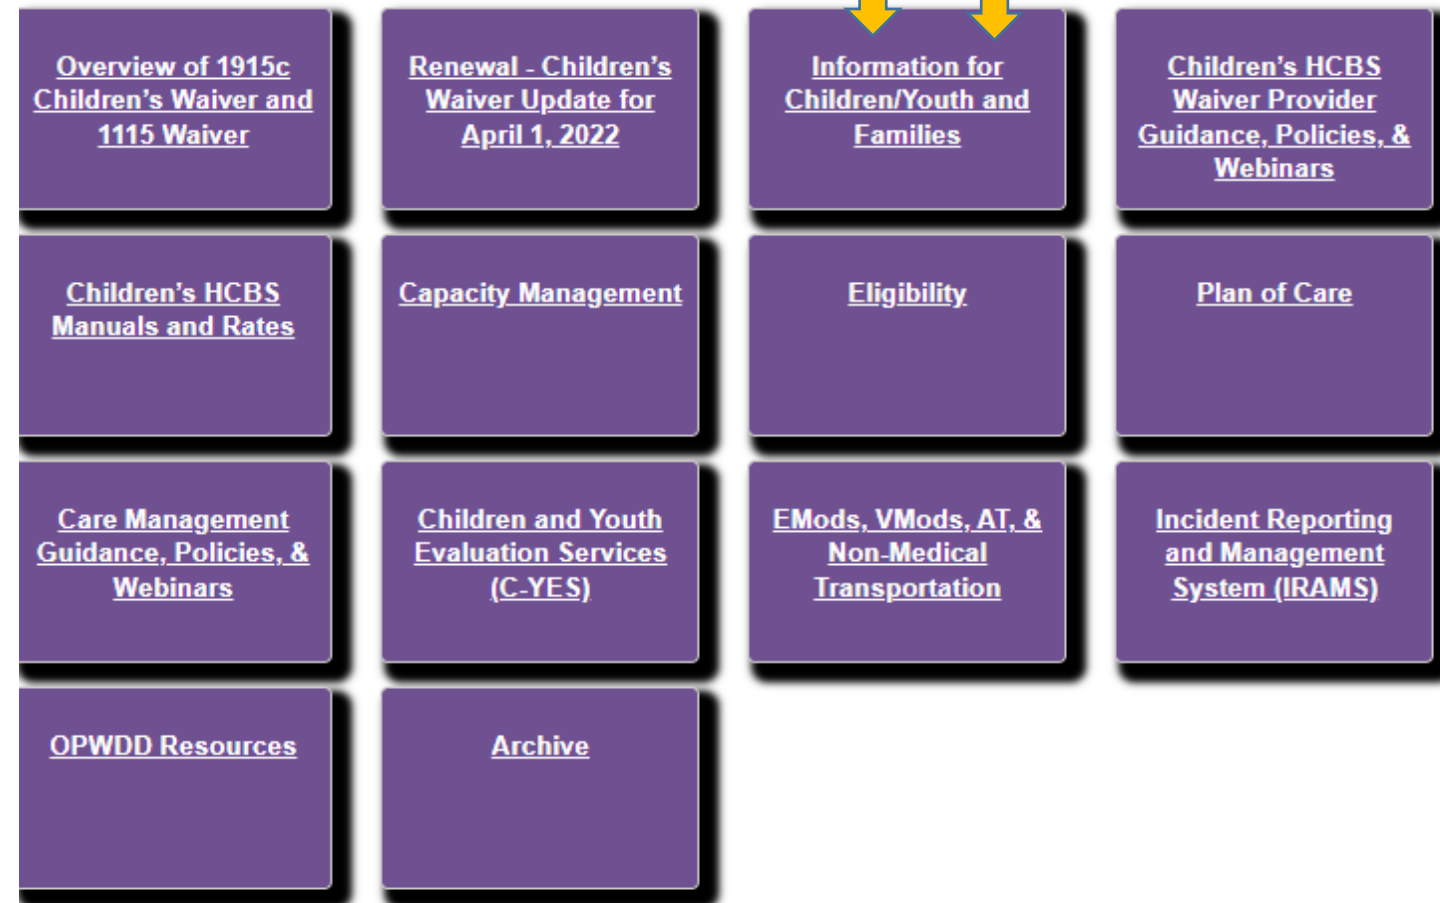 Overview of 1915c
Children's Waiver and
1115 Waiver
Renewal - Children's
Waiver Update for
April 1, 2022
Information for
Children/Youth and
Families
Children's HCBS
Waiver Provider
Guidance, Policies, &
Webinars
Children's HCBS
Manuals and Rates
Capacity Management
Eligibility
Plan of Care
Care Management
Guidance, Policies, &
Webinars
Children and Youth
Evaluation Services
(C-YES)
EMods, VMods, AT, &
Non-Medical
Transportation
Incident Reporting
and Management
System (IRAMS)
OPWDD Resources
Archive